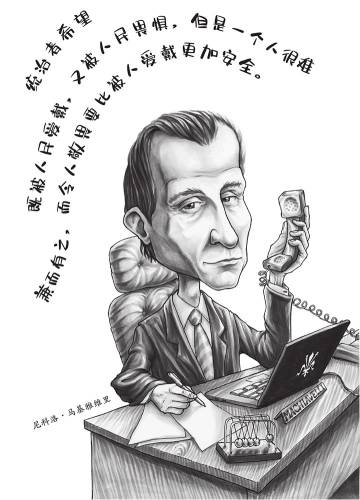 统治者希望
既被人民爱戴，又被人民畏惧，但是一个人很难
兼而有之，而令人敬畏要比被人爱戴更加安全。
尼科洛·马基雅维里
MACHIAVELLI